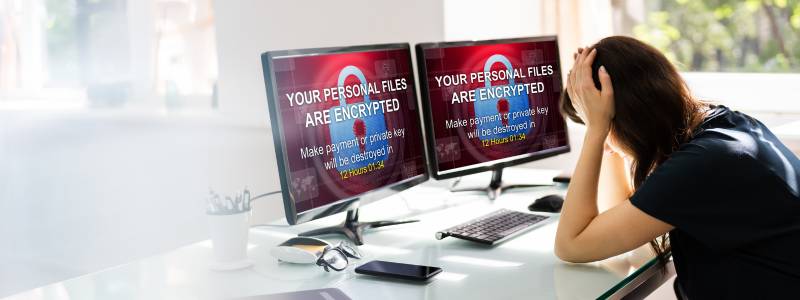 YOUR PERSONAL FILES
ARE ENCRYPTED
Make payment or private key
will be destroyed in
12 Hours 01:34
YOUR PERSONAL FILES
ARE ENCRYPTED
Make payment or private key
will be destroyed in
12 Hours 01:34